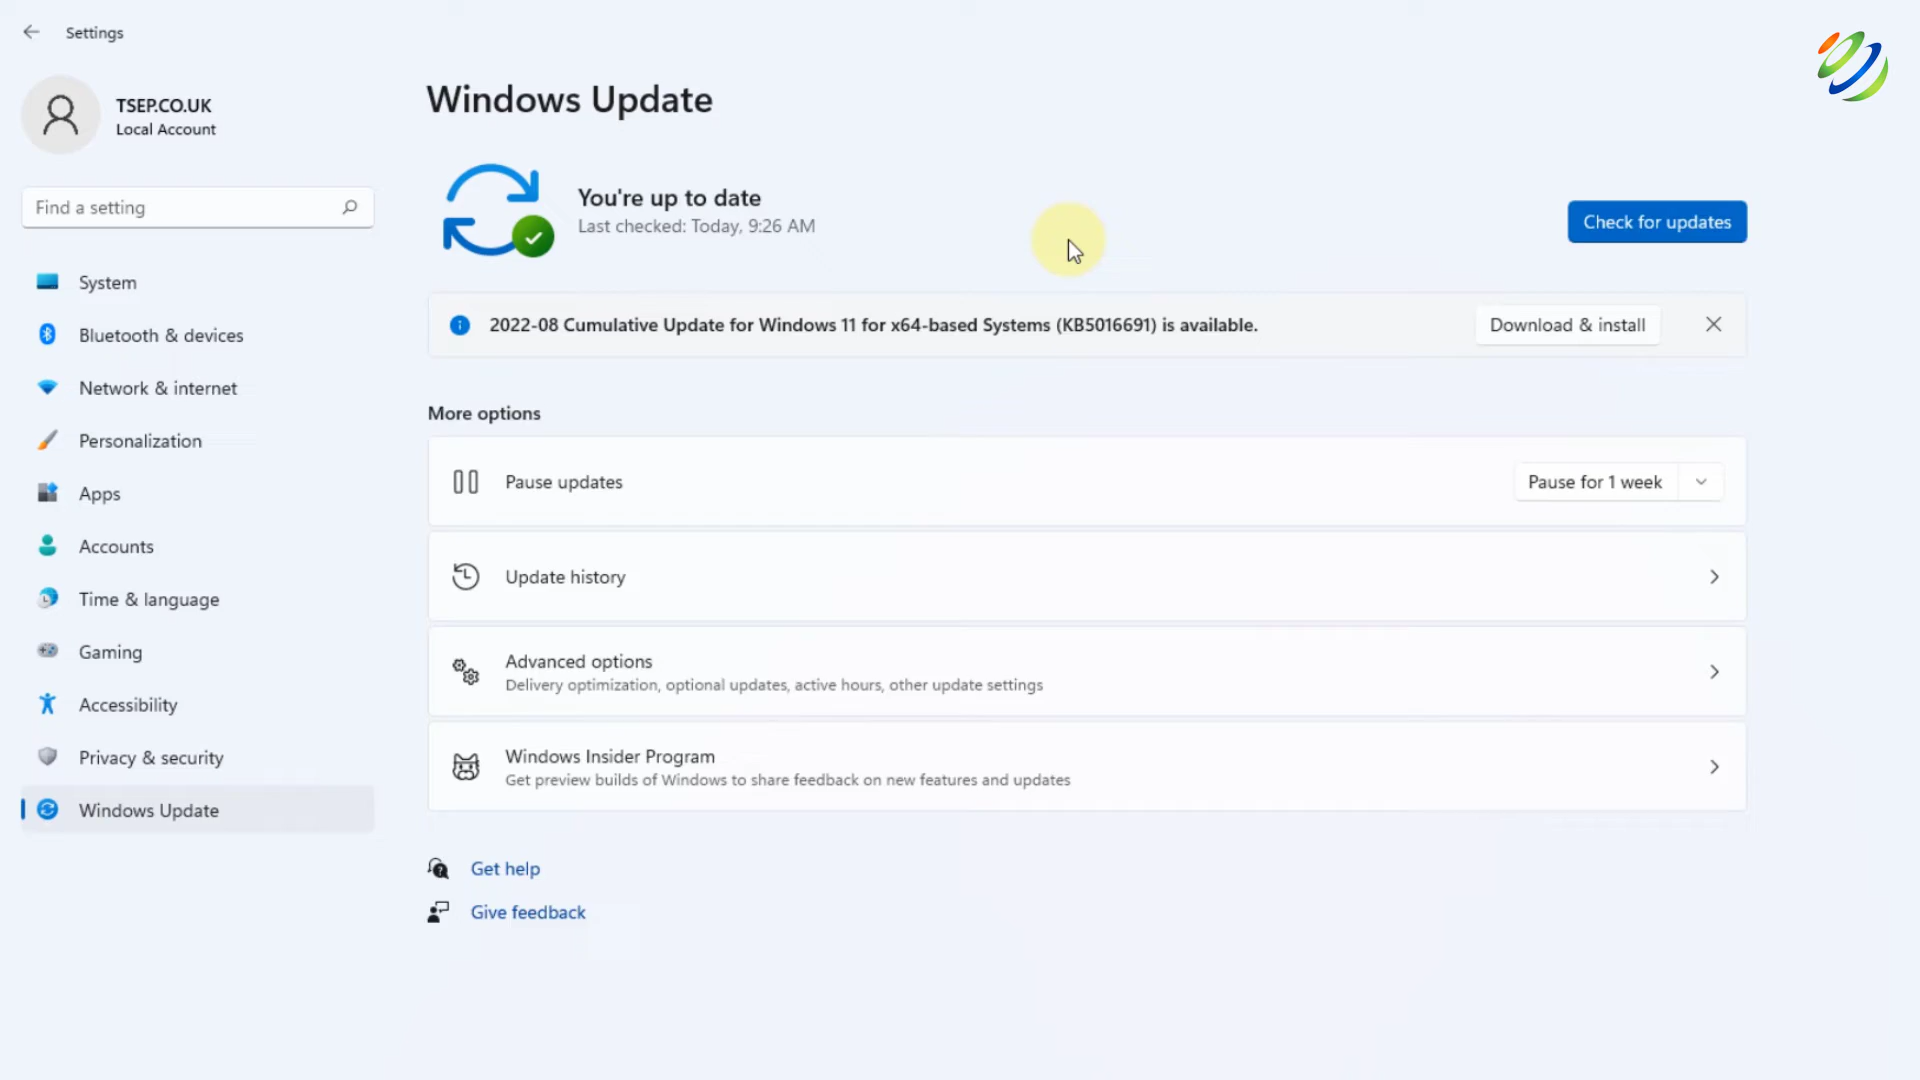 Settings
TSEP.CO.UK
Local Account
Find a setting
System
Bluetooth & devices
Network & internet
Personalization
Apps
Accounts
Time & language
Gaming
Accessibility
Privacy & security
Windows Update
Windows Update
You're up to date
Last checked: Today, 9:26 AM
Check for updates
2022-08 Cumulative Update for Windows 11 for x64-based Systems (KB5016691) is available.
Download & install
More options
Pause updates
Pause for 1 week
Update history
Advanced options
Delivery optimization, optional updates, active hours, other update settings
Windows Insider Program
Get preview builds of Windows to share feedback on new features and updates
Get help
Give feedback